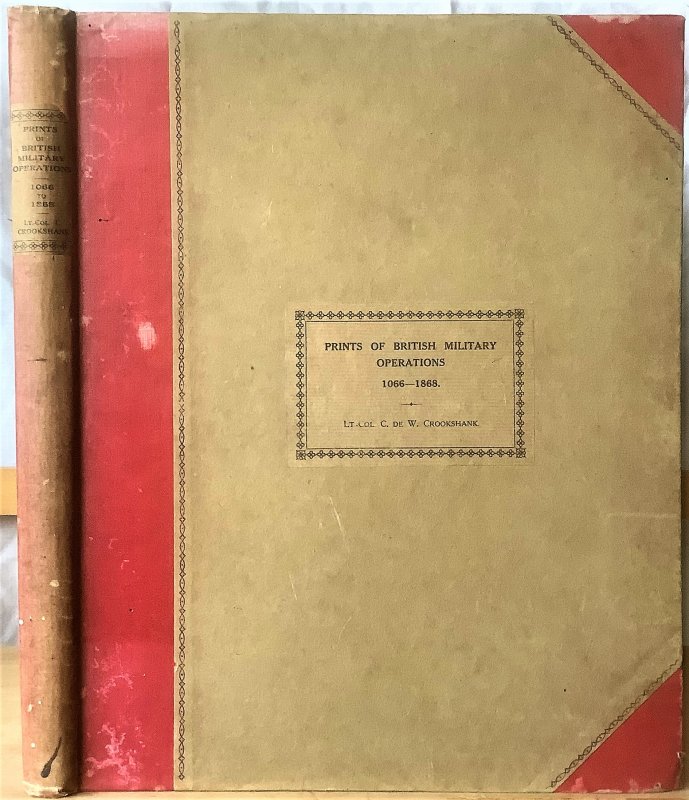 PRINTS
OF
BRITISH
MILITARY
OPERATIONS
1066
TO
1868
LT-COL. C.
CROOKSHANK
PRINTS OF BRITISH MILITARY
OPERATIONS
1066—1868.
LT-COL. C. DE W. CROOKSHANK.